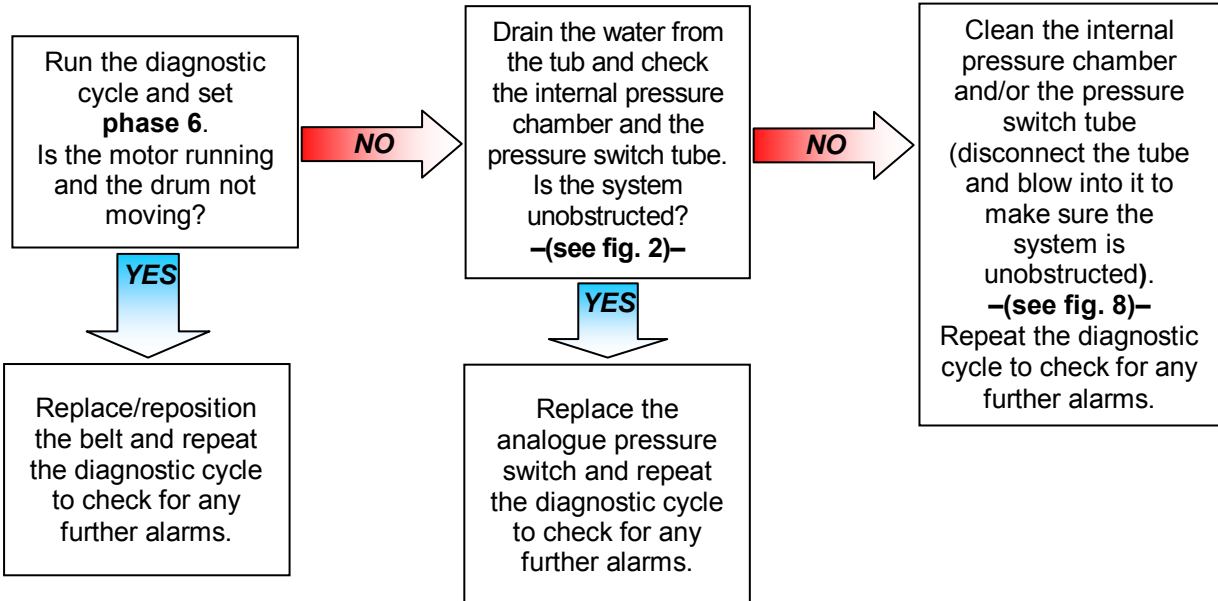 Run the diagnostic
cycle and set
phase 6.
Is the motor running
and the drum not
moving?
NO
Drain the water from
the tub and check
the internal pressure
chamber and the
pressure switch tube.
Is the system
unobstructed?
–(see fig. 2)–
NO
Clean the internal
pressure chamber
and/or the pressure
switch tube
(disconnect the tube
and blow into it to
make sure the
system is
unobstructed).
–(see fig. 8)–
Repeat the diagnostic
cycle to check for any
further alarms.
YES
YES
Replace/reposition
the belt and repeat
the diagnostic cycle
to check for any
further alarms.
Replace the
analogue pressure
switch and repeat
the diagnostic cycle
to check for any
further alarms.